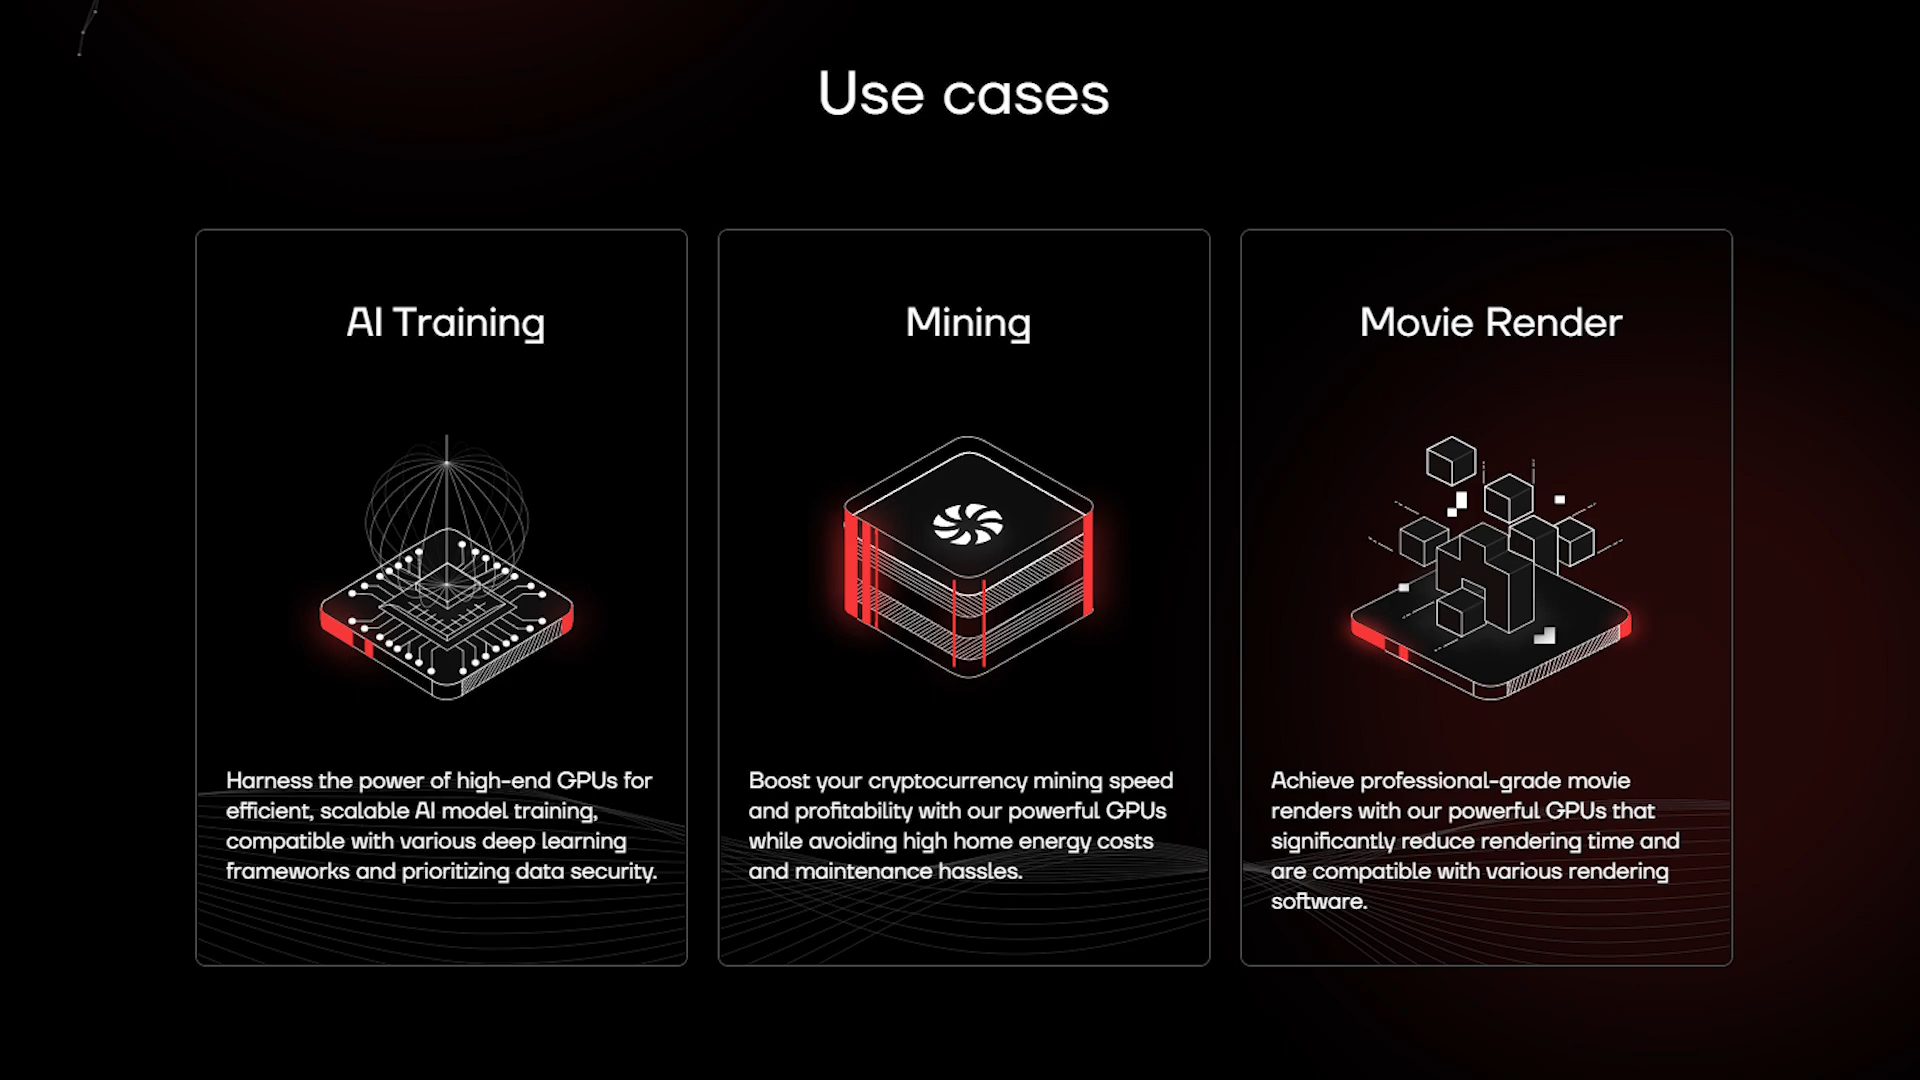 Use cases
AI Training
Harness the power of high-end GPUs for
efficient, scalable AI model training,
compatible with various deep learning
frameworks and prioritizing data security.
Mining
Boost your cryptocurrency mining speed
and profitability with our powerful GPUs
while avoiding high home energy costs
and maintenance hassles.
Movie Render
Achieve professional-grade movie
renders with our powerful GPUs that
significantly reduce rendering time and
are compatible with various rendering
software.